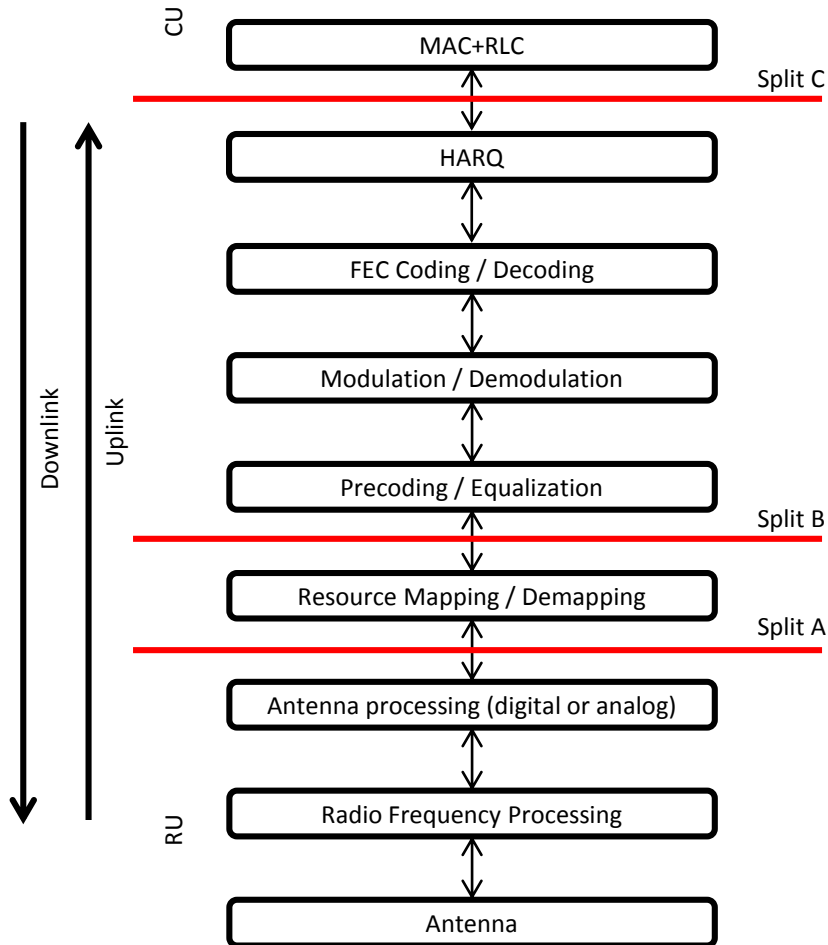 CU
MAC+RLC
Split C
HARQ
FEC Coding / Decoding
Modulation / Demodulation
Downlink
Uplink
Precoding / Equalization
Split B
Resource Mapping / Demapping
Split A
Antenna processing (digital or analog)
Radio Frequency Processing
RU
Antenna